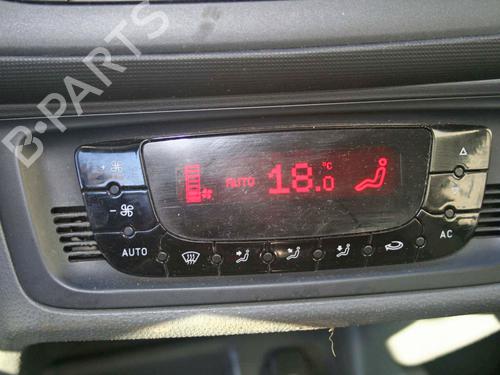 B-PARTS
AUTO 18.0 °C
+
-
AUTO
AC